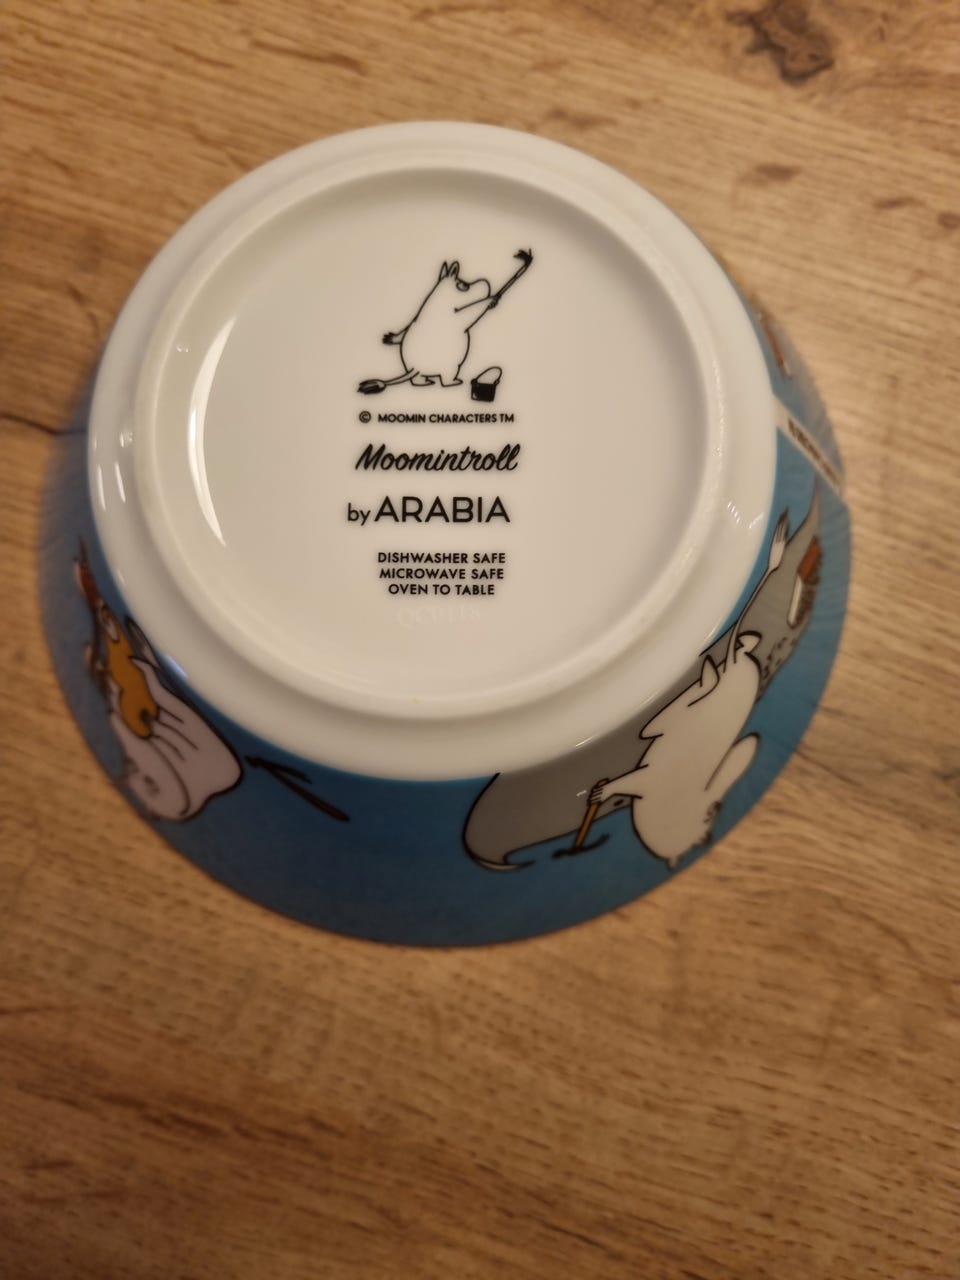 © MOOMIN CHARACTERS TM
Moomintroll
by ARABIA
DISHWASHER SAFE
MICROWAVE SAFE
OVEN TO TABLE